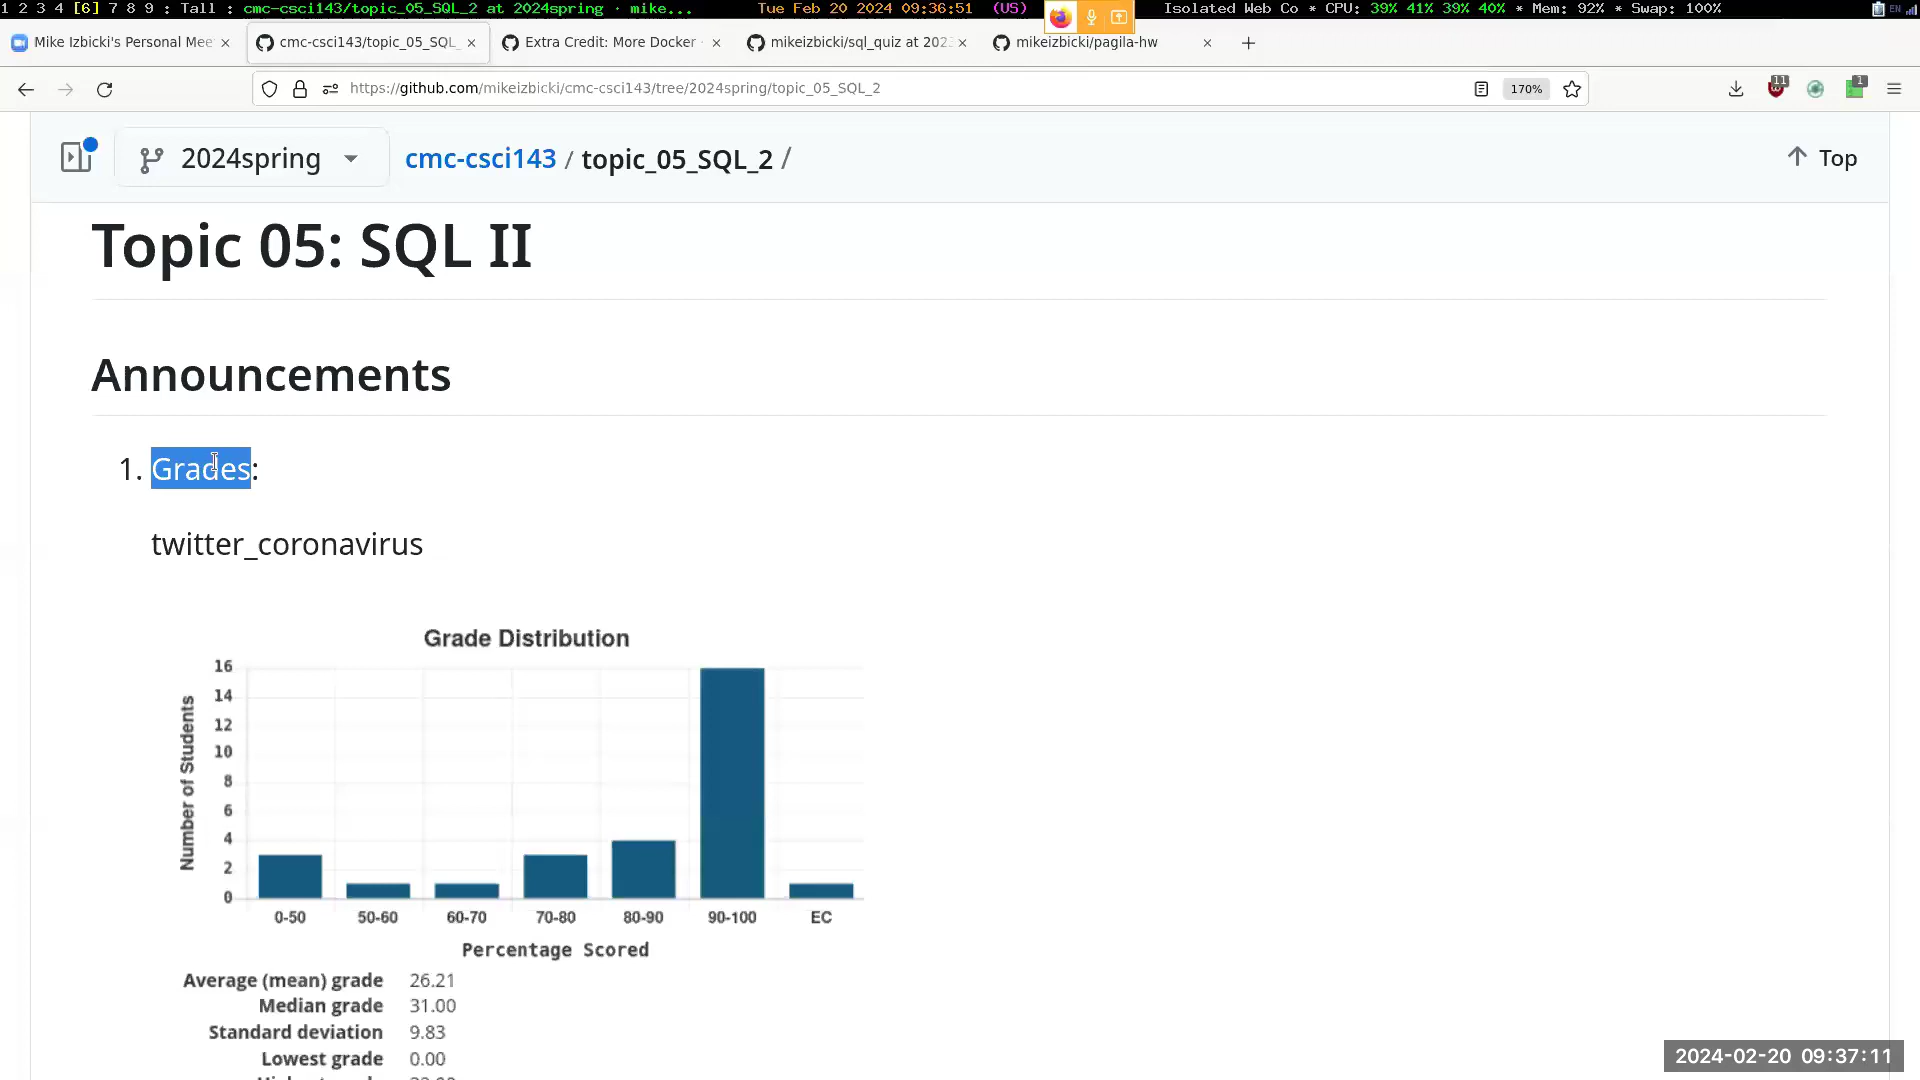 1 2 3 4 [6] 7 8 9 : Tall : cmc-csci143/topic_05_SQL_2 at 2024spring · mike... Tue Feb 20 2024 09:36:51 (US) Isolated Web Co * CPU: 39% 41% 39% 40% * Mem: 92% * Swap: 100% EN
Mike Izbicki's Personal Mee cmc-csci143/topic_05_SQL_ Extra Credit: More Docker mikeizbicki/sql_quiz at 202 mikeizbicki/pagila-hw
https://github.com/mikeizbicki/cmc-csci143/tree/2024spring/topic_05_SQL_2 170% 11 1
2024spring cmc-csci143 / topic_05_SQL_2 / Top
Topic 05: SQL II
Announcements
1. Grades:
twitter_coronavirus
Grade Distribution
Number of Students
16
14
12
10
8
6
4
2
0
0-50 50-60 60-70 70-80 80-90 90-100 EC
Percentage Scored
Average (mean) grade 26.21
Median grade 31.00
Standard deviation 9.83
Lowest grade 0.00
2024-02-20 09:37:11